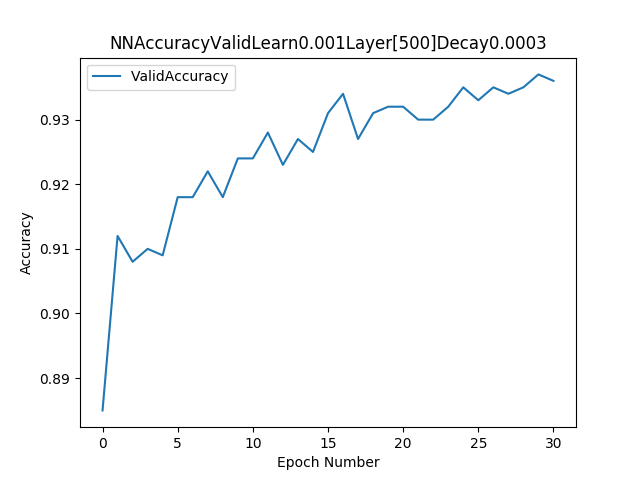 NNAccuracyValidLearn0.001Layer[500]Decay0.0003
ValidAccuracy
Accuracy
0.93
0.92
0.91
0.90
0.89
0 5 10 15 20 25 30
Epoch Number